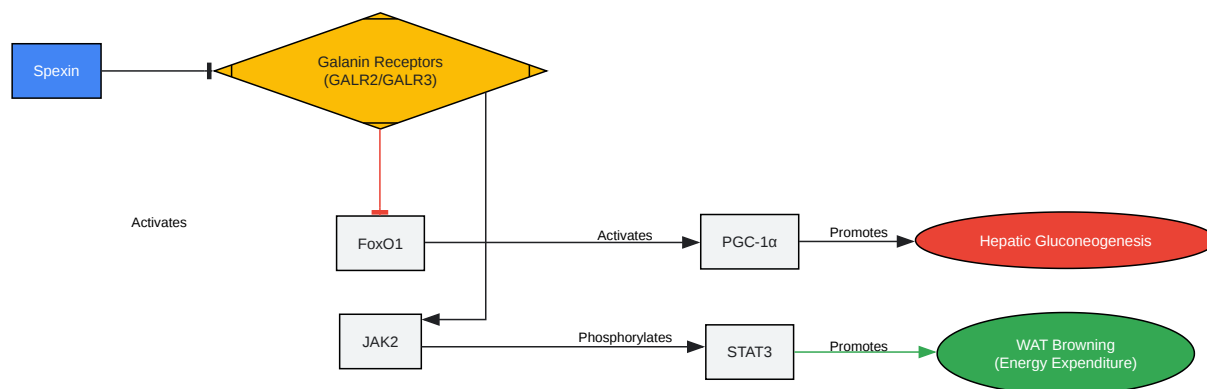 Spexin
Galanin Receptors
(GALR2/GALR3)
Activates
FoxO1
Activates
PGC-1α
Promotes
Hepatic Gluconeogenesis
JAK2
Phosphorylates
STAT3
Promotes
WAT Browning
(Energy Expenditure)